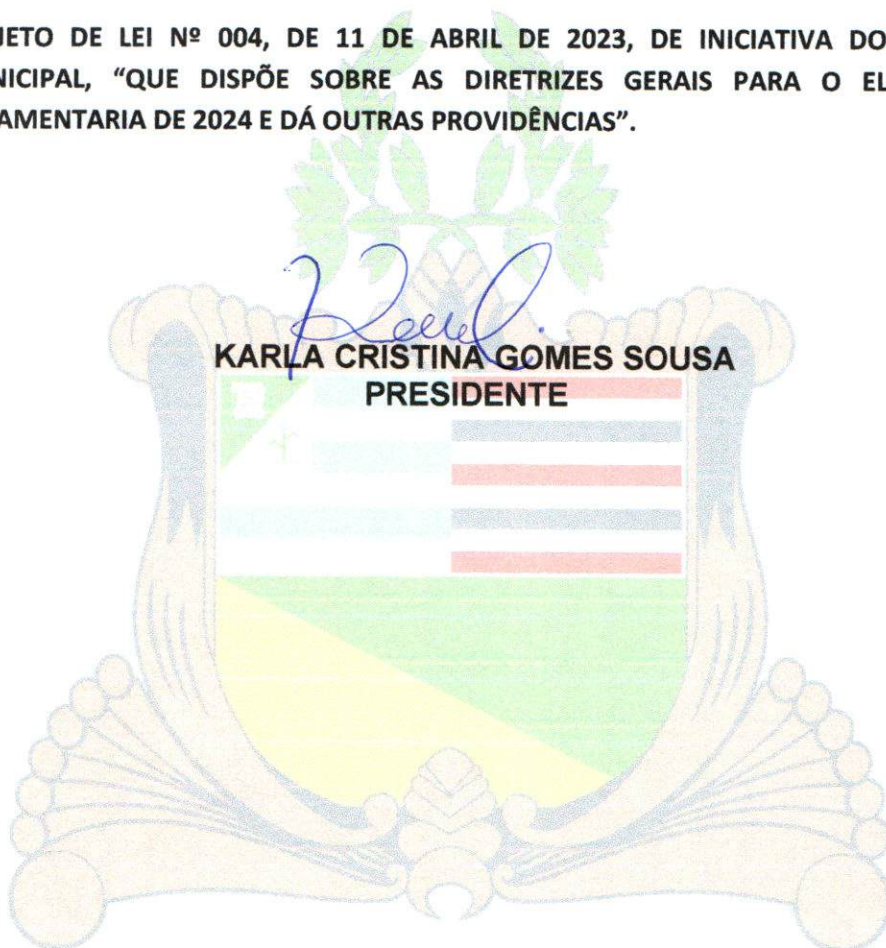 JETO DE LEI Nº 004, DE 11 DE ABRIL DE 2023, DE INICIATIVA DO
NICIPAL, “QUE DISPÕE SOBRE AS DIRETRIZES GERAIS PARA O EL
AMENTARIA DE 2024 E DÁ OUTRAS PROVIDÊNCIAS”.
KARLA CRISTINA GOMES SOUSA
PRESIDENTE